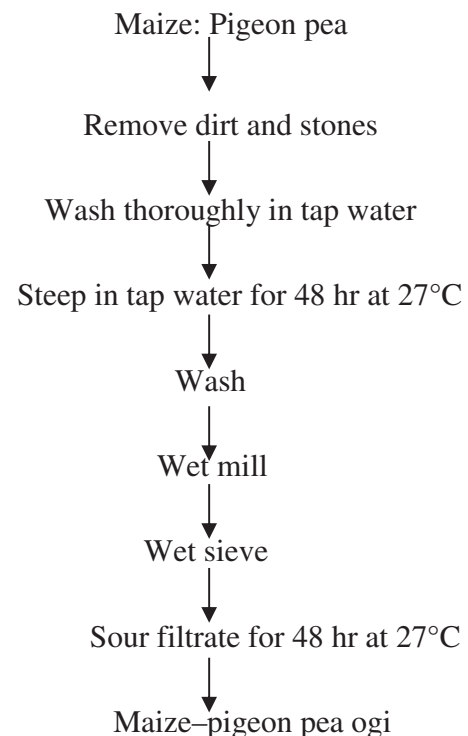 Maize: Pigeon pea
Remove dirt and stones
Wash thoroughly in tap water
Steep in tap water for 48 hr at 27°C
Wash
Wet mill
Wet sieve
Sour filtrate for 48 hr at 27°C
Maize–pigeon pea ogi